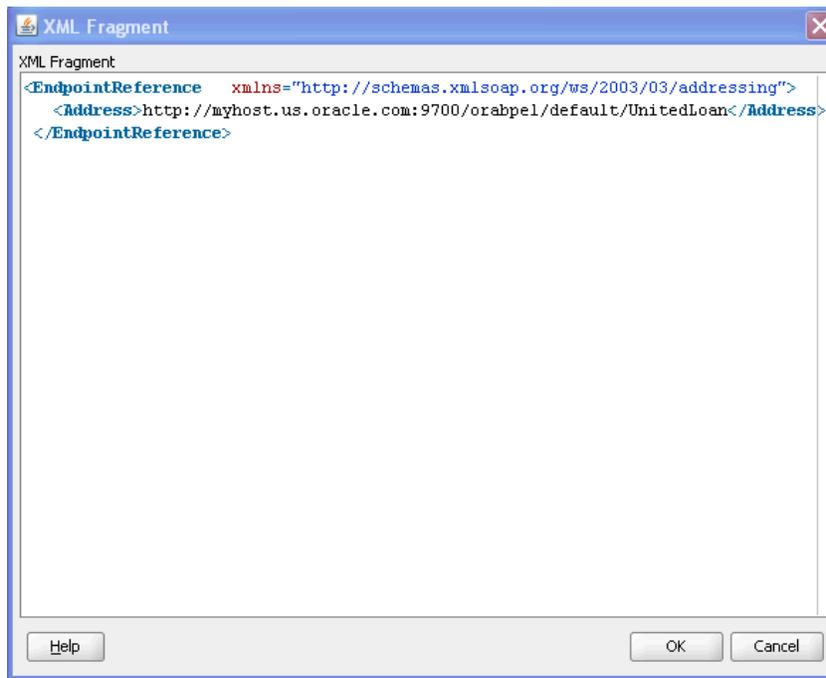 XML Fragment
XML Fragment
<EndpointReference   xmlns="http://schemas.xmlsoap.org/ws/2003/03/addressing">
   <Address>http://myhost.us.oracle.com:9700/orabpel/default/UnitedLoan</Address>
 </EndpointReference>
Help OK Cancel